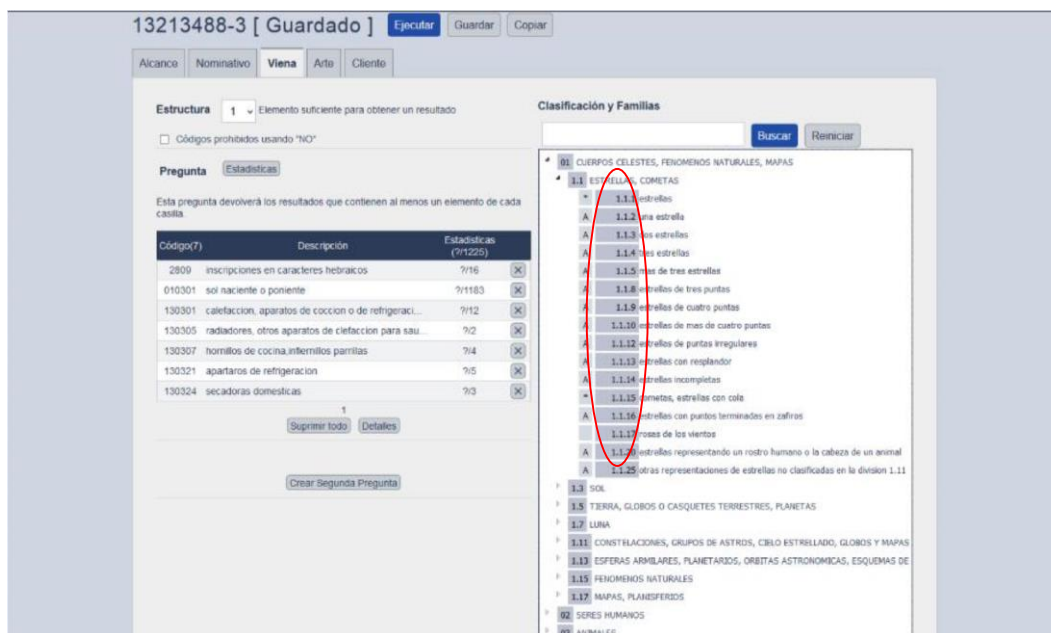 13213488-3 [ Guardado ] Ejecutar Guardar Copiar
Alcance Nominativo Viena Arte Cliente
Estructura 1 Elemento suficiente para obtener un resultado
Códigos prohibidos usando "NO"
Pregunta Estadisticas
Esta pregunta devolverá los resultados que contienen al menos un elemento de cada
casilla.
Código(7) Descripción Estadisticas
(?/1225)
2809 inscripciones en caracteres hebraicos ?/16
010301 sol naciente o poniente ?/1183
130301 calefaccion, aparatos de coccion o de refrigeraci... ?/12
130305 radiadores, otros aparatos de clefaccion para sau... ?/2
130307 hornillos de cocina,infiernillos parrillas ?/4
130321 apartaros de refrigeracion ?/5
130324 secadoras domesticas ?/3
1
Suprimir todo Detalles
Crear Segunda Pregunta
Clasificación y Familias
Buscar Reiniciar
01 CUERPOS CELESTES, FENOMENOS NATURALES, MAPAS
1.1 ESTRELLAS, COMETAS
* 1.1.1 estrellas
A 1.1.2 una estrella
A 1.1.3 dos estrellas
A 1.1.4 tres estrellas
A 1.1.5 mas de tres estrellas
A 1.1.8 estrellas de tres puntas
A 1.1.9 estrellas de cuatro puntas
A 1.1.10 estrellas de mas de cuatro puntas
A 1.1.12 estrellas de puntas irregulares
A 1.1.13 estrellas con resplandor
A 1.1.14 estrellas incompletas
* 1.1.15 cometas, estrellas con cola
A 1.1.16 estrellas con puntos terminadas en zafiros
1.1.17 rosas de los vientos
A 1.1.20 estrellas representando un rostro humano o la cabeza de un animal
A 1.1.25 otras representaciones de estrellas no clasificadas en la division 1.11
1.3 SOL
1.5 TIERRA, GLOBOS O CASQUETES TERRESTRES, PLANETAS
1.7 LUNA
1.11 CONSTELACIONES, GRUPOS DE ASTROS, CIELO ESTRELLADO, GLOBOS Y MAPAS
1.13 ESFERAS ARMILARES, PLANETARIOS, ORBITAS ASTRONOMICAS, ESQUEMAS DE
1.15 FENOMENOS NATURALES
1.17 MAPAS, PLANISFERIOS
02 SERES HUMANOS
03 ANIMALES